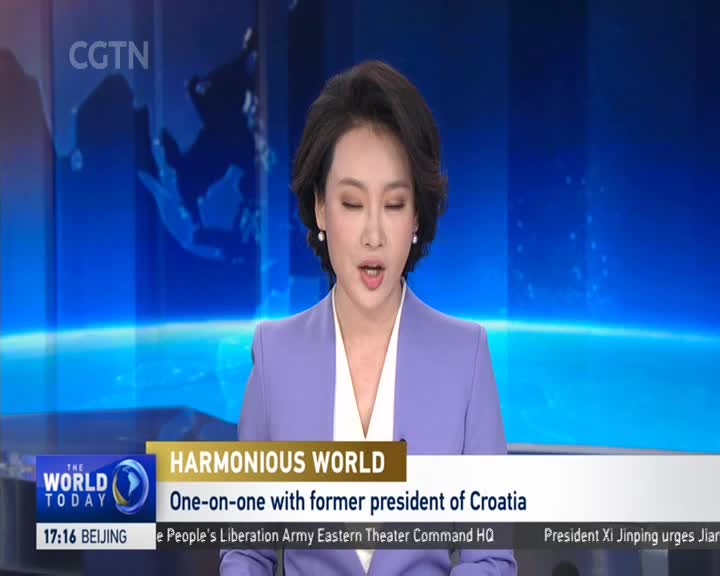 CGTN
HARMONIOUS WORLD
THE
WORLD
TODAY
One-on-one with former president of Croatia
17:16 BEIJING
e People's Liberation Army Eastern Theater Command HQ President Xi Jinping urges Jian